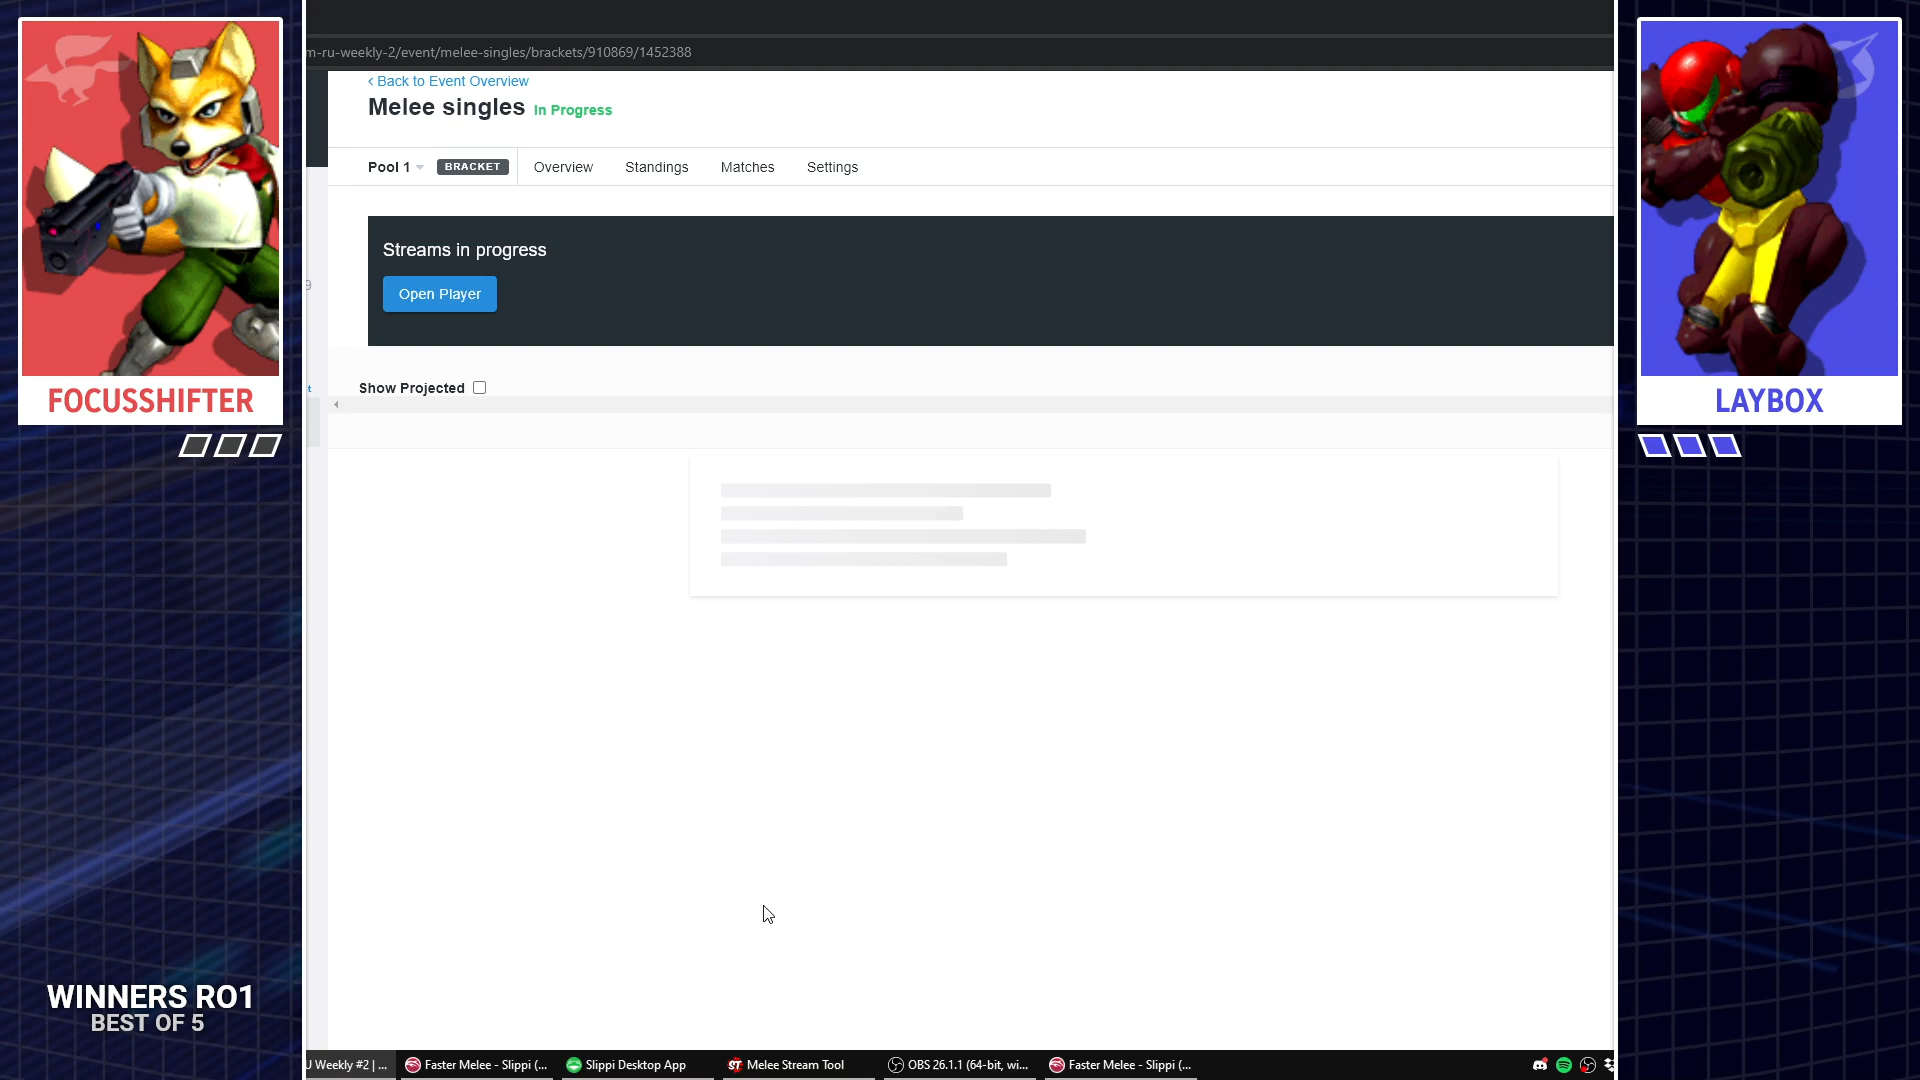 m-ru-weekly-2/event/melee-singles/brackets/910869/1452388
‹ Back to Event Overview
Melee singles In Progress
Pool 1 BRACKET Overview Standings Matches Settings
Streams in progress
Open Player
9
t
Show Projected
FOCUSSHIFTER
LAYBOX
WINNERS RO1
BEST OF 5
U Weekly #2 | ... Faster Melee - Slippi (... Slippi Desktop App ST Melee Stream Tool OBS 26.1.1 (64-bit, wi... Faster Melee - Slippi (...